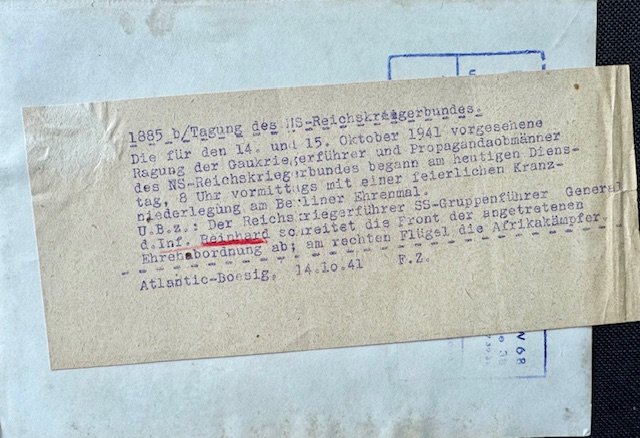 1885 b/Tagung des NS-Reichskriegerbundes.
Die für den 14. und 15. Oktober 1941 vorgesehene
Ragung der Gaukriegerführer und Propagandaobmänner
des NS-Reichskriegerbundes begann am heutigen Diens-
tag, 8 Uhr vormittags mit einer feierlichen Kranz-
niederlegung am Berliner Ehrenmal.
U.B.z.: Der Reichskriegerführer SS-Gruppenführer General
d.Inf. Reinhard schreitet die Front der angetretenen
Ehrenabordnung ab; am rechten Flügel die Afrikakämpfer.
Atlantic-Boesig. 14.10.41 F.Z.
W 68